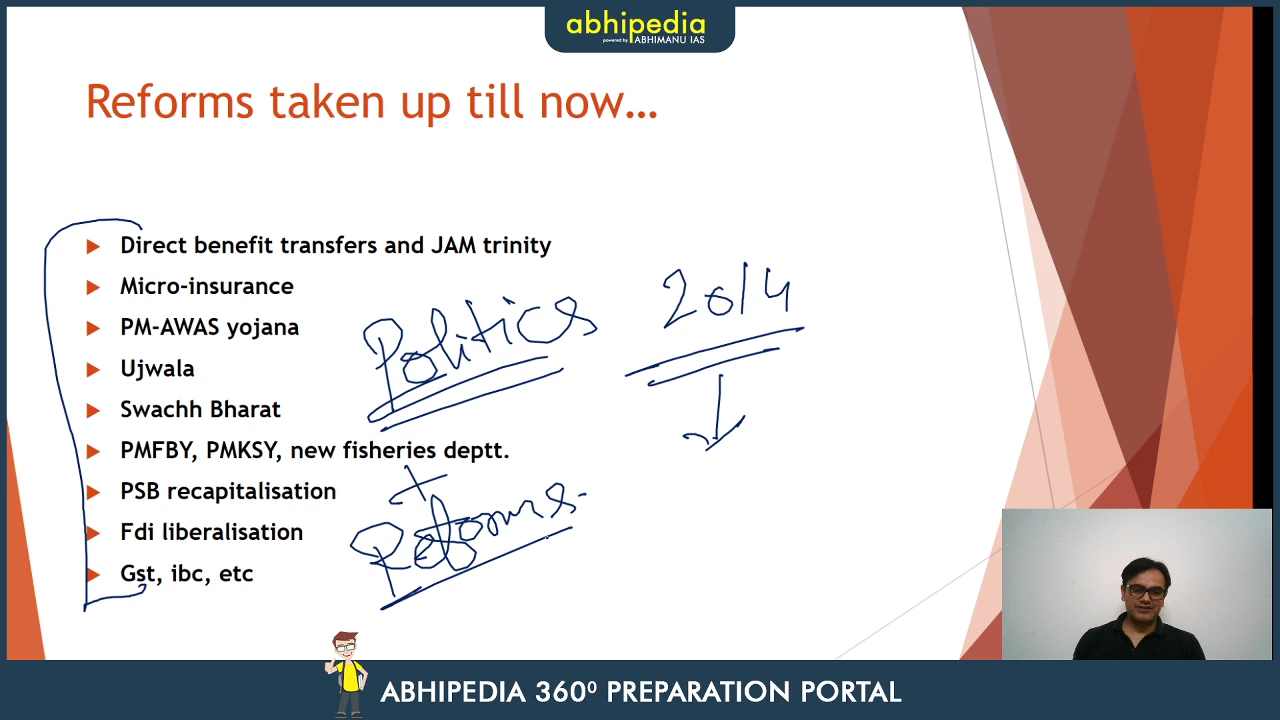 abhipedia
powered by ABHIMANU IAS
Reforms taken up till now...
Direct benefit transfers and JAM trinity
Micro-insurance
PM-AWAS yojana
Ujwala
Swachh Bharat
PMFBY, PMKSY, new fisheries deptt.
PSB recapitalisation
Fdi liberalisation
Gst, ibc, etc
Politics
2014
+
Reforms
ABHIPEDIA 360⁰ PREPARATION PORTAL